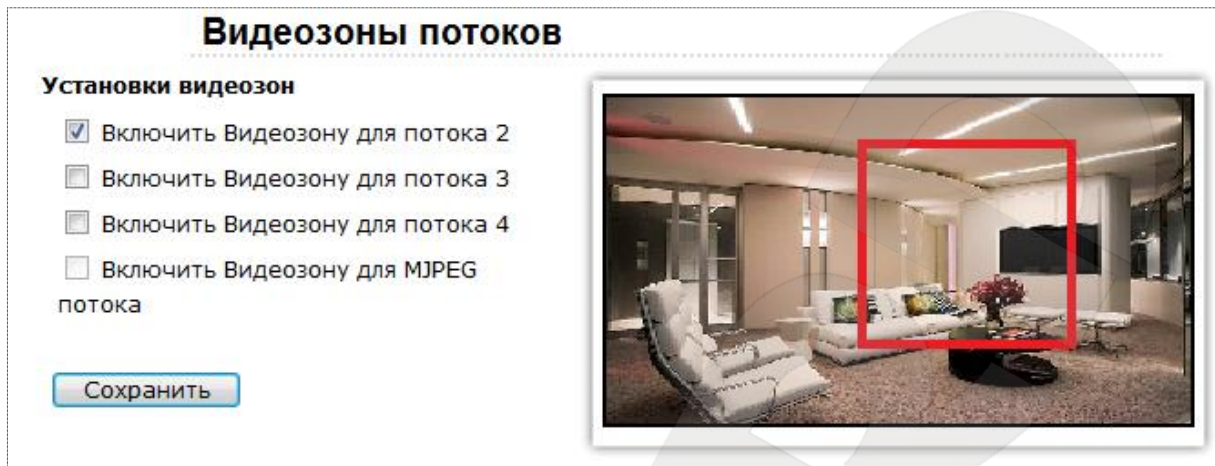 Видеозоны потоков
Установки видеозон
Включить Видеозону для потока 2
Включить Видеозону для потока 3
Включить Видеозону для потока 4
Включить Видеозону для MJPEG
потока
Сохранить